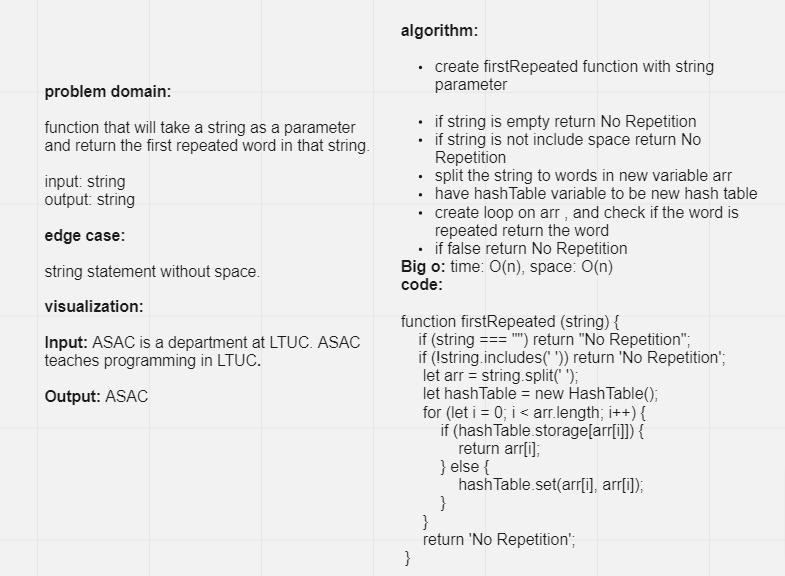 problem domain:
function that will take a string as a parameter
and return the first repeated word in that string.
input: string
output: string
edge case:
string statement without space.
visualization:
Input: ASAC is a department at LTUC. ASAC
teaches programming in LTUC.
Output: ASAC
algorithm:
• create firstRepeated function with string
parameter
• if string is empty return No Repetition
• if string is not include space return No
Repetition
• split the string to words in new variable arr
• have hashTable variable to be new hash table
• create loop on arr , and check if the word is
repeated return the word
• if false return No Repetition
Big o: time: O(n), space: O(n)
code:
function firstRepeated (string) {
if (string === "") return "No Repetition";
if (!string.includes(' ')) return 'No Repetition';
let arr = string.split(' ');
let hashTable = new HashTable();
for (let i = 0; i < arr.length; i++) {
if (hashTable.storage[arr[i]]) {
return arr[i];
} else {
hashTable.set(arr[i], arr[i]);
}
}
return 'No Repetition';
}